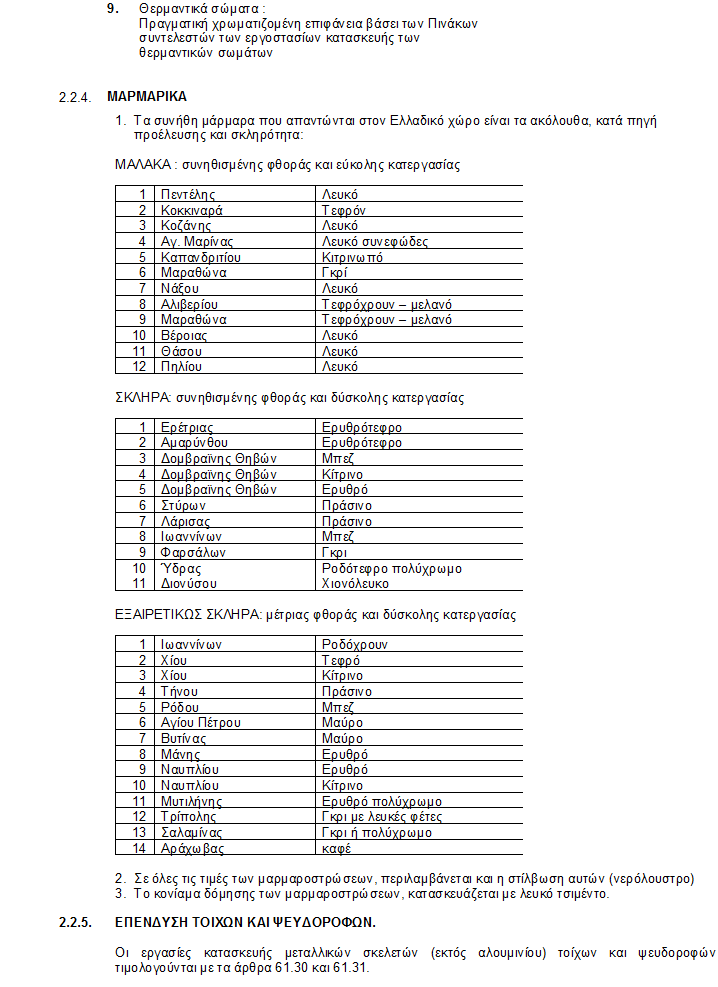 9. Θερμαντικά σώματα :
Πραγματική χρωματιζομένη επιφάνεια βάσει των Πινάκων
συντελεστών των εργοστασίων κατασκευής των
θερμαντικών σωμάτων
2.2.4. ΜΑΡΜΑΡΙΚΑ
1. Τα συνήθη μάρμαρα που απαντώνται στον Ελλαδικό χώρο είναι τα ακόλουθα, κατά πηγή
προέλευσης και σκληρότητα:
ΜΑΛΑΚΑ : συνηθισμένης φθοράς και εύκολης κατεργασίας
1 Πεντέλης Λευκό
2 Κοκκιναρά Τεφρόν
3 Κοζάνης Λευκό
4 Αγ. Μαρίνας Λευκό συνεφώδες
5 Καπανδριτίου Κιτρινωπό
6 Μαραθώνα Γκρί
7 Νάξου Λευκό
8 Αλιβερίου Τεφρόχρουν – μελανό
9 Μαραθώνα Τεφρόχρουν – μελανό
10 Βέροιας Λευκό
11 Θάσου Λευκό
12 Πηλίου Λευκό
ΣΚΛΗΡΑ: συνηθισμένης φθοράς και δύσκολης κατεργασίας
1 Ερέτριας Ερυθρότεφρο
2 Αμαρύνθου Ερυθρότεφρο
3 Δομβραϊνης Θηβών Μπεζ
4 Δομβραϊνης Θηβών Κίτρινο
5 Δομβραϊνης Θηβών Ερυθρό
6 Στύρων Πράσινο
7 Λάρισας Πράσινο
8 Ιωαννίνων Μπεζ
9 Φαρσάλων Γκρι
10 Ύδρας Ροδότεφρο πολύχρωμο
11 Διονύσου Χιονόλευκο
ΕΞΑΙΡΕΤΙΚΩΣ ΣΚΛΗΡΑ: μέτριας φθοράς και δύσκολης κατεργασίας
1 Ιωαννίνων Ροδόχρουν
2 Χίου Τεφρό
3 Χίου Κίτρινο
4 Τήνου Πράσινο
5 Ρόδου Μπεζ
6 Αγίου Πέτρου Μαύρο
7 Βυτίνας Μαύρο
8 Μάνης Ερυθρό
9 Ναυπλίου Ερυθρό
10 Ναυπλίου Κίτρινο
11 Μυτιλήνης Ερυθρό πολύχρωμο
12 Τρίπολης Γκρι με λευκές φέτες
13 Σαλαμίνας Γκρι ή πολύχρωμο
14 Αράχωβας καφέ
2. Σε όλες τις τιμές των μαρμαροστρώσεων, περιλαμβάνεται και η στίλβωση αυτών (νερόλουστρο)
3. Το κονίαμα δόμησης των μαρμαροστρώσεων, κατασκευάζεται με λευκό τσιμέντο.
2.2.5. ΕΠΕΝΔΥΣΗ ΤΟΙΧΩΝ ΚΑΙ ΨΕΥΔΟΡΟΦΩΝ.
Οι εργασίες κατασκευής μεταλλικών σκελετών (εκτός αλουμινίου) τοίχων και ψευδοροφών
τιμολογούνται με τα άρθρα 61.30 και 61.31.